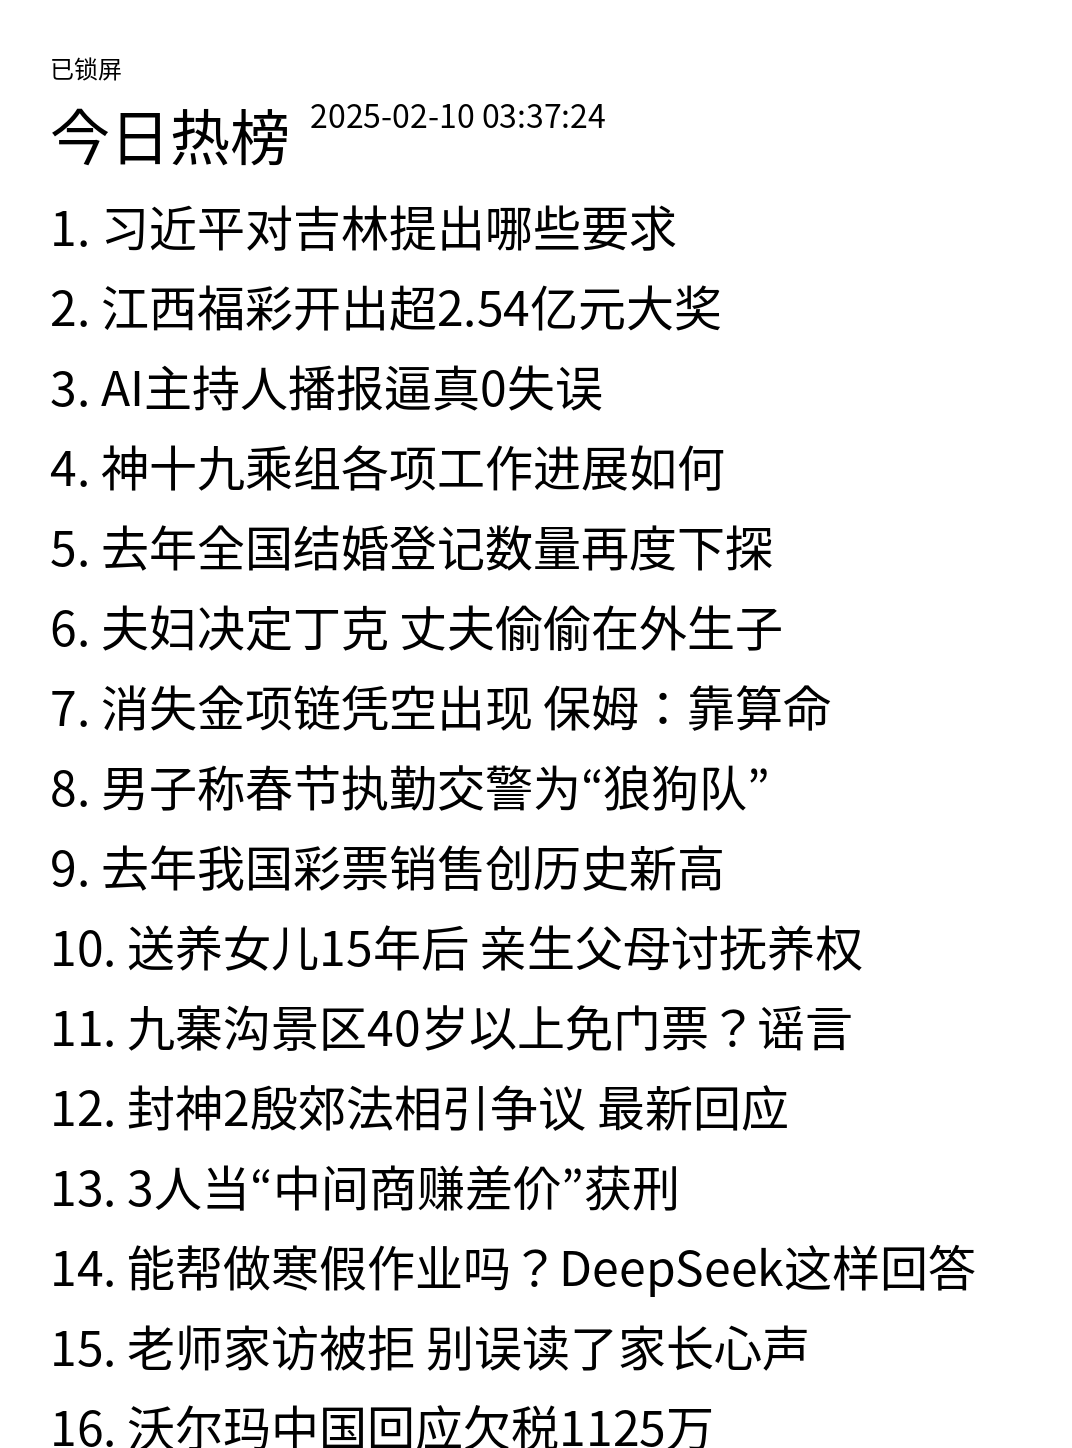 已锁屏
今日热榜 2025-02-10 03:37:24
1. 习近平对吉林提出哪些要求
2. 江西福彩开出超2.54亿元大奖
3. AI主持人播报逼真0失误
4. 神十九乘组各项工作进展如何
5. 去年全国结婚登记数量再度下探
6. 夫妇决定丁克 丈夫偷偷在外生子
7. 消失金项链凭空出现 保姆：靠算命
8. 男子称春节执勤交警为“狼狗队”
9. 去年我国彩票销售创历史新高
10. 送养女儿15年后 亲生父母讨抚养权
11. 九寨沟景区40岁以上免门票？谣言
12. 封神2殷郊法相引争议 最新回应
13. 3人当“中间商赚差价”获刑
14. 能帮做寒假作业吗？DeepSeek这样回答
15. 老师家访被拒 别误读了家长心声
16. 沃尔玛中国回应欠税1125万